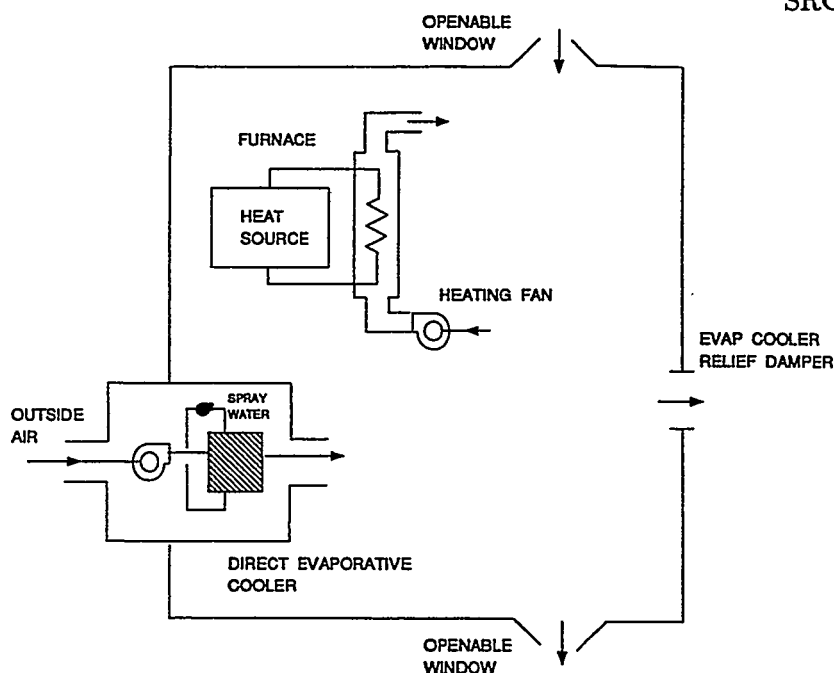 SRC
OPENABLE
WINDOW
FURNACE
HEAT
SOURCE
HEATING FAN
EVAP COOLER
RELIEF DAMPER
SPRAY
WATER
OUTSIDE
AIR
DIRECT EVAPORATIVE
COOLER
OPENABLE
WINDOW